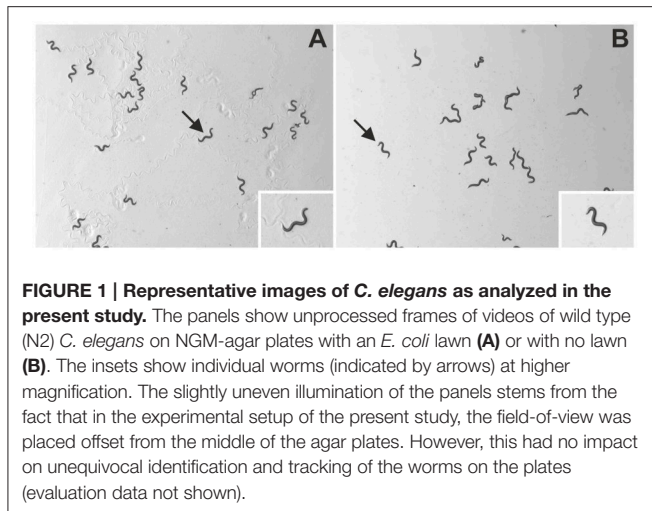 A
B
FIGURE 1 | Representative images of C. elegans as analyzed in the
present study. The panels show unprocessed frames of videos of wild type
(N2) C. elegans on NGM-agar plates with an E. coli lawn (A) or with no lawn
(B). The insets show individual worms (indicated by arrows) at higher
magnification. The slightly uneven illumination of the panels stems from the
fact that in the experimental setup of the present study, the field-of-view was
placed offset from the middle of the agar plates. However, this had no impact
on unequivocal identification and tracking of the worms on the plates
(evaluation data not shown).